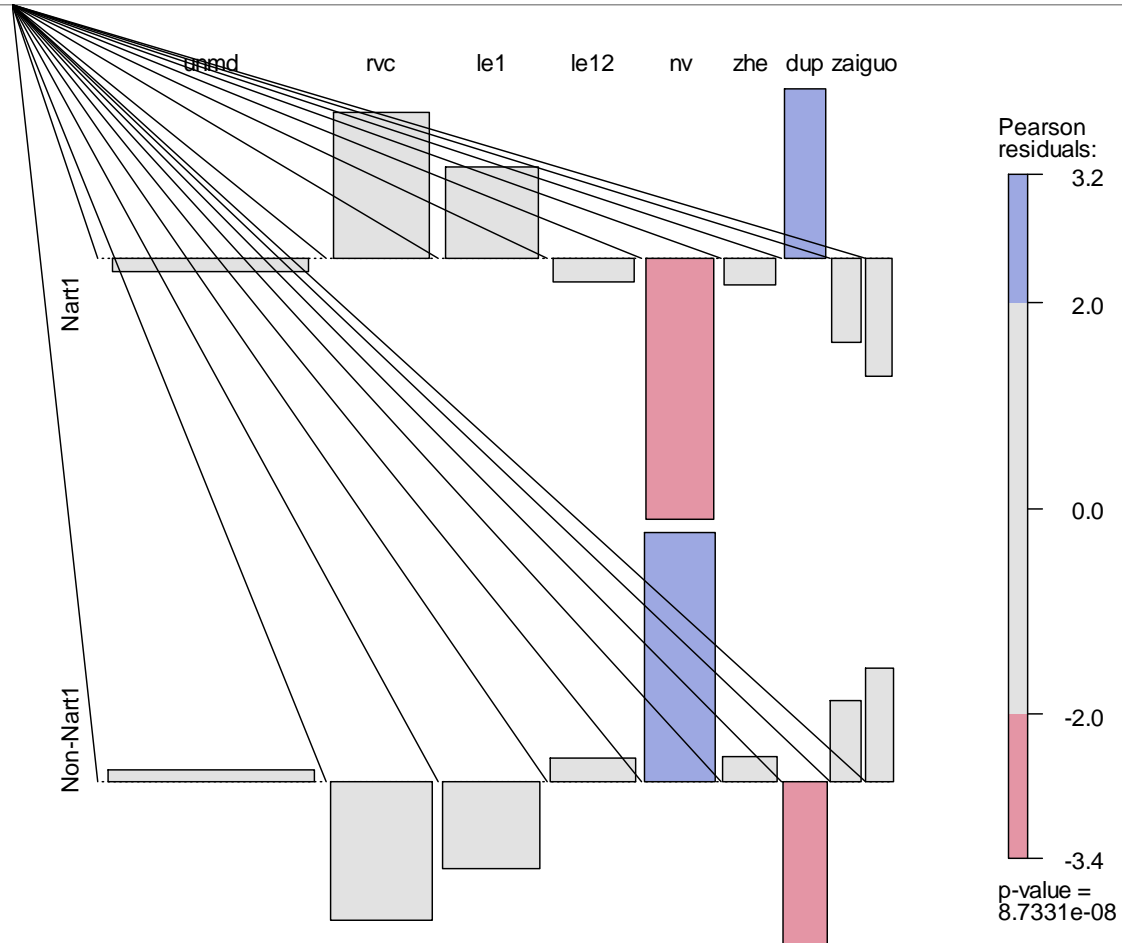 unmd rvc le1 le12 nv zhe dup zaiguo
Nart1
Non-Nart1
Pearson
residuals:
3.2
2.0
0.0
-2.0
-3.4
p-value =
8.7331e-08